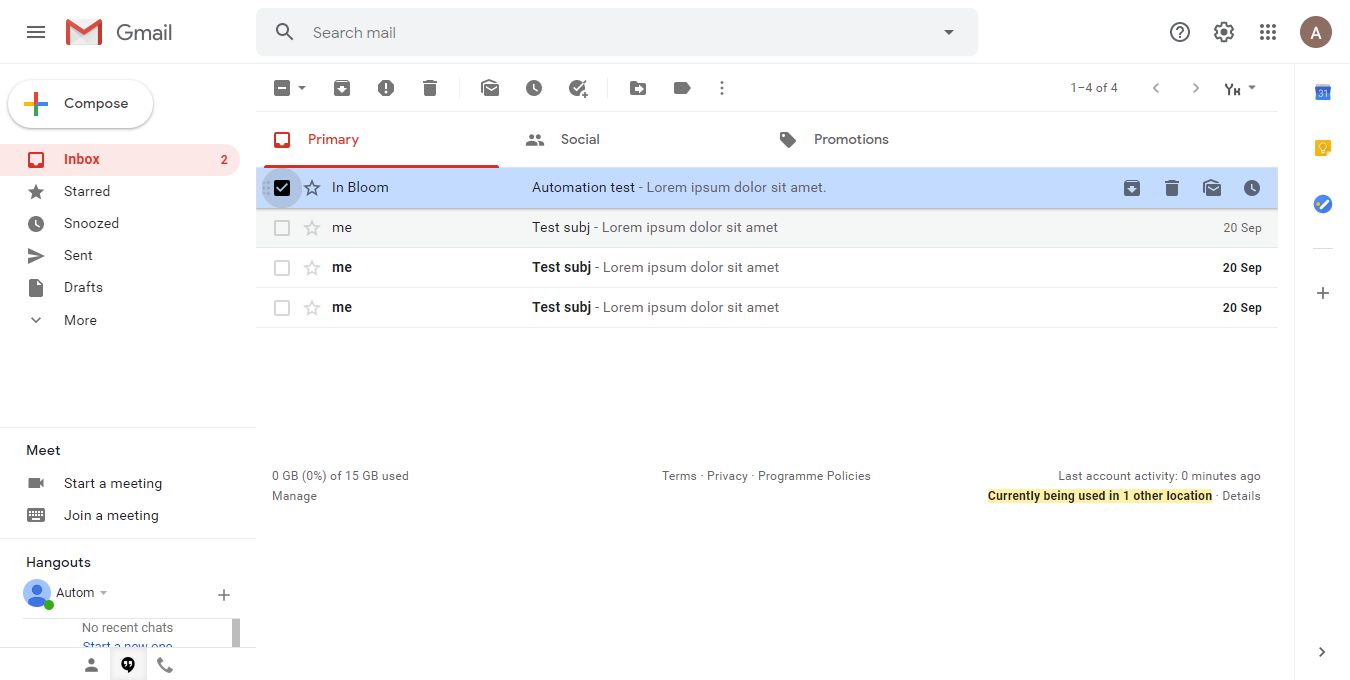 Gmail
Search mail
A
Compose
1–4 of 4
Үн
31
Primary
Social
Promotions
Inbox 2
Starred
Snoozed
Sent
Drafts
More
In Bloom Automation test - Lorem ipsum dolor sit amet.
me Test subj - Lorem ipsum dolor sit amet 20 Sep
me Test subj - Lorem ipsum dolor sit amet 20 Sep
me Test subj - Lorem ipsum dolor sit amet 20 Sep
Meet
Start a meeting
Join a meeting
Hangouts
Autom
No recent chats
Start a new one
0 GB (0%) of 15 GB used
Manage
Terms · Privacy · Programme Policies
Last account activity: 0 minutes ago
Currently being used in 1 other location · Details